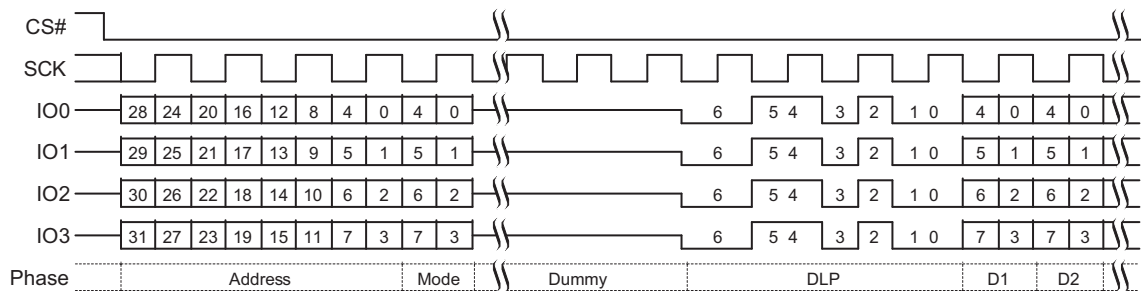 CS#
SCK
IO0 28 24 20 16 12 8 4 0 4 0 6 5 4 3 2 1 0 4 0 4 0
IO1 29 25 21 17 13 9 5 1 5 1 6 5 4 3 2 1 0 5 1 5 1
IO2 30 26 22 18 14 10 6 2 6 2 6 5 4 3 2 1 0 6 2 6 2
IO3 31 27 23 19 15 11 7 3 7 3 6 5 4 3 2 1 0 7 3 7 3
Phase Address Mode Dummy DLP D1 D2